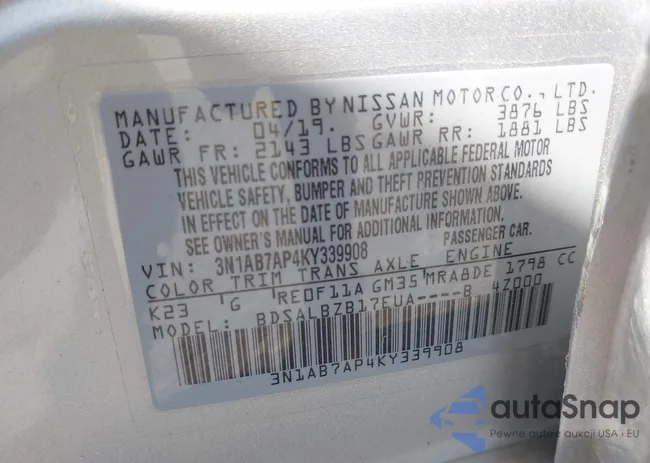 MANUFACTURED BY NISSAN MOTOR CO., LTD.
DATE: 04/19. GVWR: 3876 LBS
GAWR FR: 2143 LBS GAWR RR: 1881 LBS
THIS VEHICLE CONFORMS TO ALL APPLICABLE FEDERAL MOTOR
VEHICLE SAFETY, BUMPER AND THEFT PREVENTION STANDARDS
IN EFFECT ON THE DATE OF MANUFACTURE SHOWN ABOVE.
SEE OWNER'S MANUAL FOR ADDITIONAL INFORMATION.
VIN: 3N1AB7AP4KY339908 PASSENGER CAR.
COLOR TRIM TRANS AXLE ENGINE
K23 G RE0F11A GM35 MRA8DE 1798 CC
MODEL: BDSALBZB17EUA----B 4Z000
3N1AB7AP4KY339908
autaSnap
Pewne auta z aukcji USA i EU